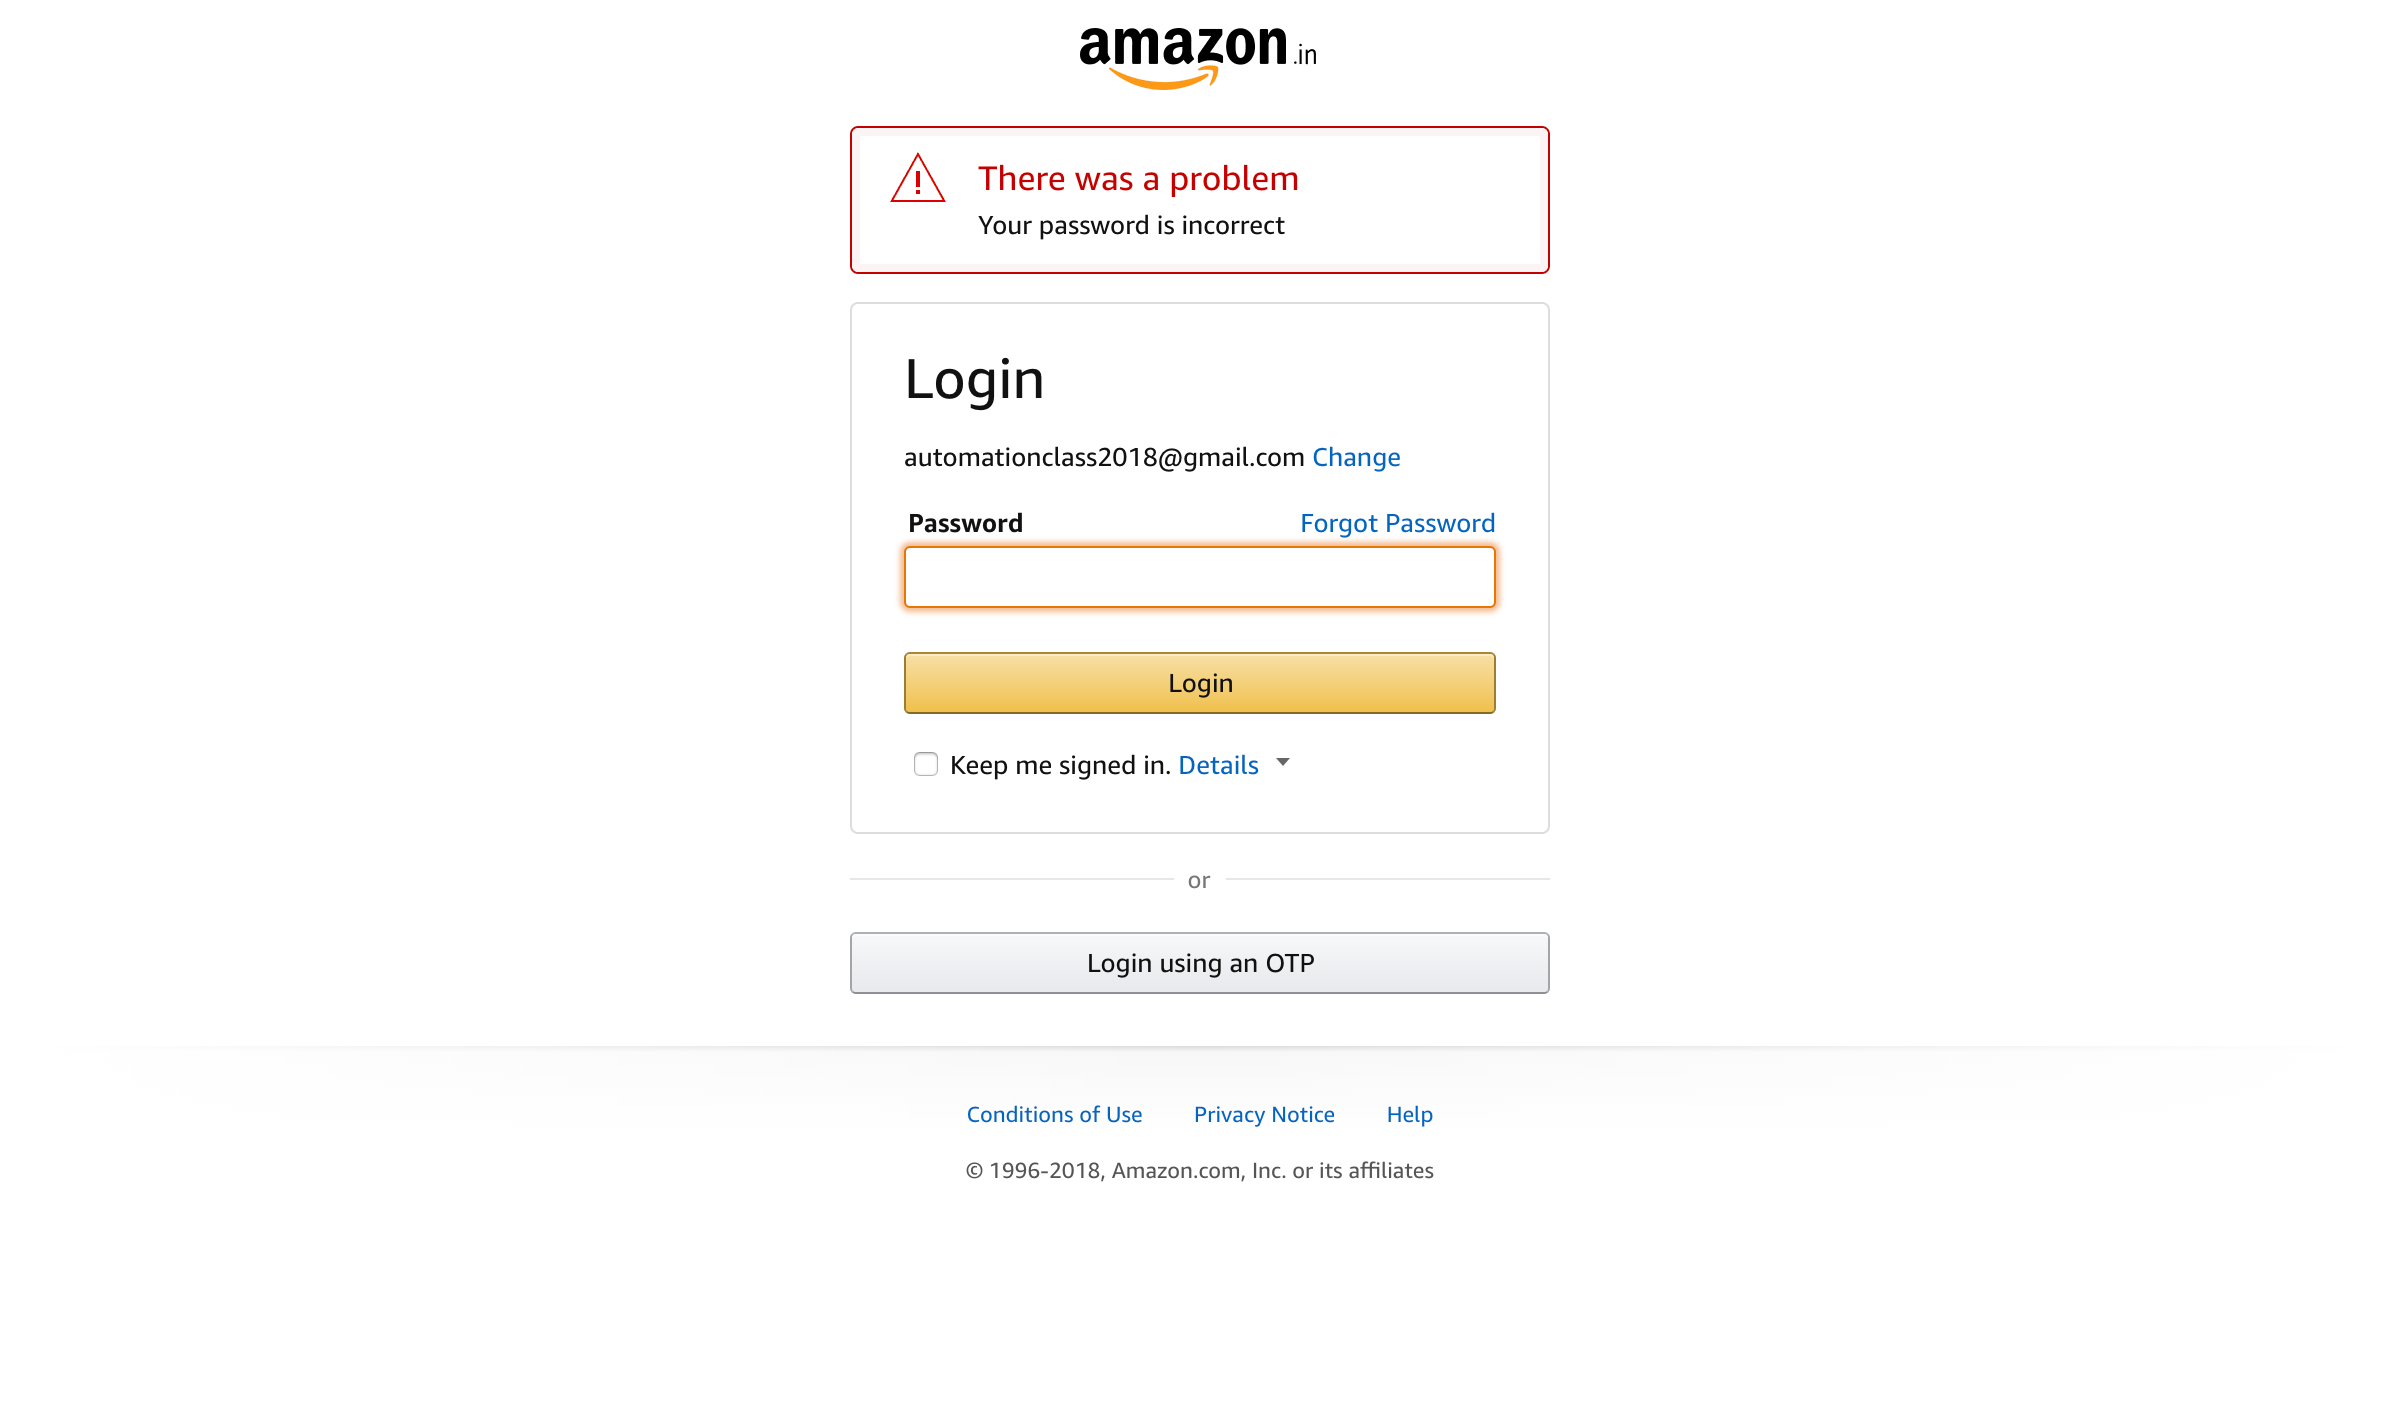 amazon.in
There was a problem
Your password is incorrect
Login
automationclass2018@gmail.com Change
Password Forgot Password
Login
Keep me signed in. Details
or
Login using an OTP
Conditions of Use Privacy Notice Help
© 1996-2018, Amazon.com, Inc. or its affiliates